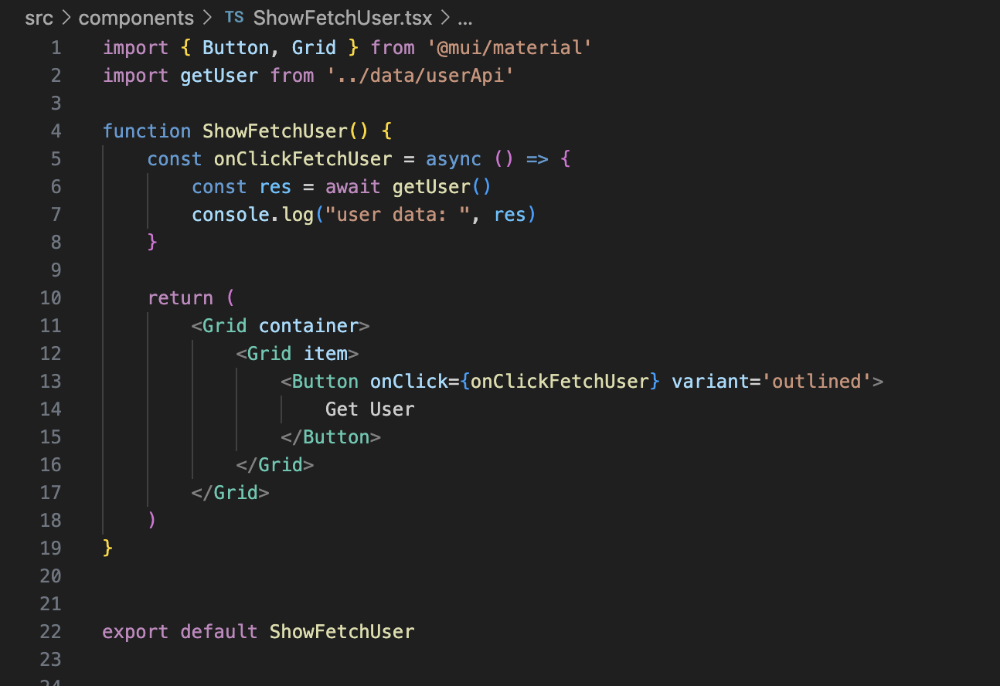 src > components > TS ShowFetchUser.tsx > ...
1 import { Button, Grid } from '@mui/material'
2 import getUser from '../data/userApi'
3
4 function ShowFetchUser() {
5     const onClickFetchUser = async () => {
6         const res = await getUser()
7         console.log("user data: ", res)
8     }
9
10     return (
11         <Grid container>
12             <Grid item>
13                 <Button onClick={onClickFetchUser} variant='outlined'>
14                     Get User
15                 </Button>
16             </Grid>
17         </Grid>
18     )
19 }
20
21
22 export default ShowFetchUser
23
24